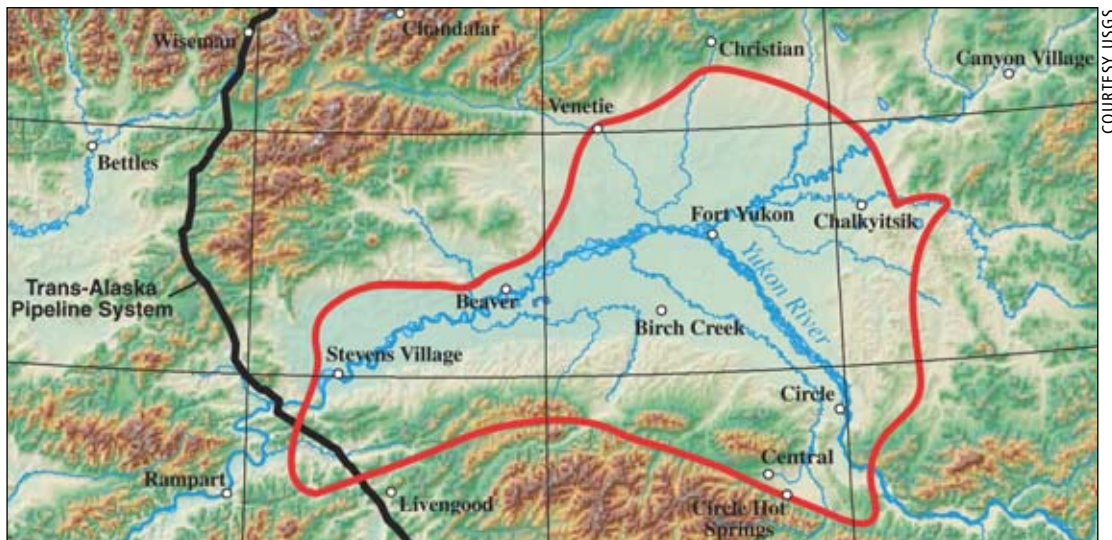 Wiseman
Chandalar
Christian
Canyon Village
COURTESY USGS
Venetie
Bettles
Fort Yukon
Chalkyitsik
Trans-Alaska
Pipeline System
Beaver
Yukon River
Birch Creek
Stevens Village
Circle
Central
Rampart
Livengood
Circle Hot
Springs